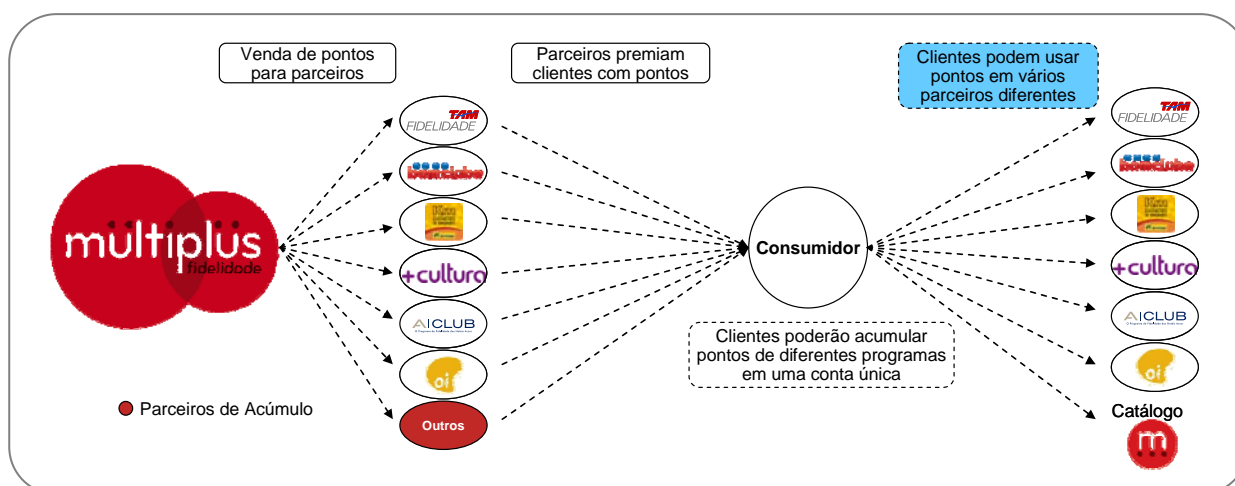 Venda de pontos
para parceiros
Parceiros premiam
clientes com pontos
Clientes podem usar
pontos em vários
parceiros diferentes
multiplus
fidelidade
TAM
FIDELIDADE
+cultura
AICLUB
oi
Outros
Parceiros de Acúmulo
Consumidor
Clientes poderão acumular
pontos de diferentes programas
em uma conta única
TAM
FIDELIDADE
+cultura
AICLUB
oi
Catálogo
m